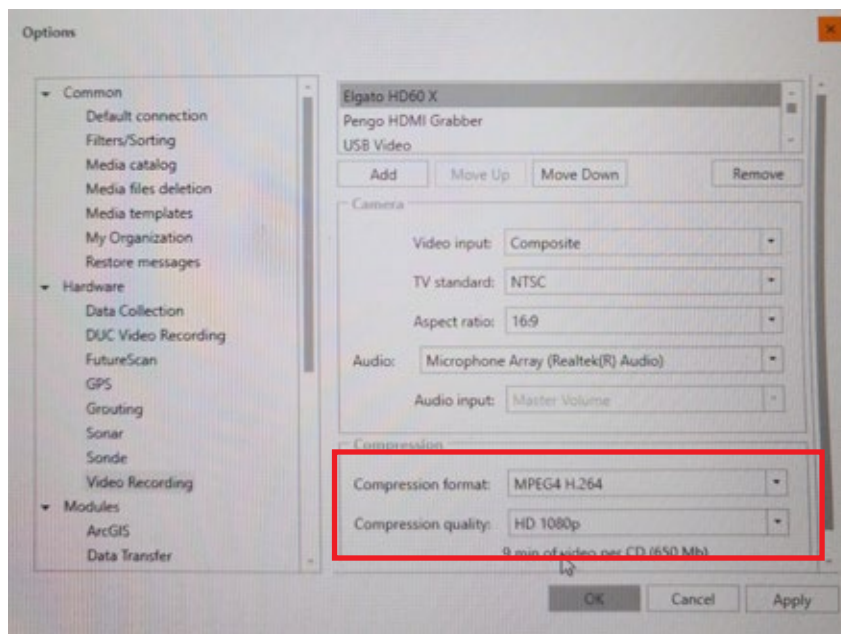 Options
Common
Default connection
Filters/Sorting
Media catalog
Media files deletion
Media templates
My Organization
Restore messages
Hardware
Data Collection
DUC Video Recording
FutureScan
GPS
Grouting
Sonar
Sonde
Video Recording
Modules
ArcGIS
Data Transfer
Elgato HD60 X
Pengo HDMI Grabber
USB Video
Add Move Up Move Down Remove
Camera
Video input: Composite
TV standard: NTSC
Aspect ratio: 16:9
Audio: Microphone Array (Realtek(R) Audio)
Audio input: Master Volume
Compression
Compression format: MPEG4 H.264
Compression quality: HD 1080p
9 min of video per CD (650 Mb)
OK Cancel Apply